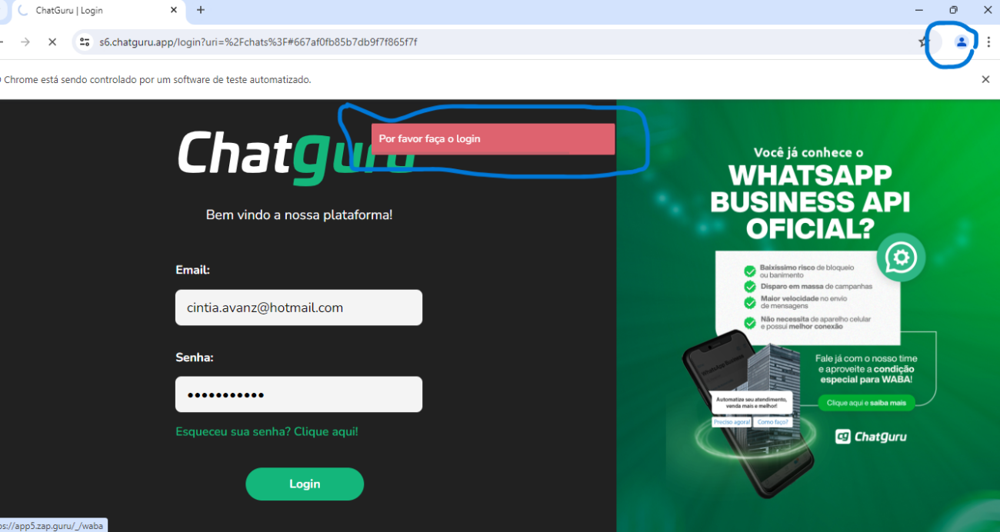 ChatGuru | Login
s6.chatguru.app/login?uri=%2Fchats%3F#667af0fb85b7db9f7f865f7f
Chrome está sendo controlado por um software de teste automatizado.
Chatguru
Por favor faça o login
Bem vindo a nossa plataforma!
Email:
cintia.avanz@hotmail.com
Senha:
•••••••••••
Esqueceu sua senha? Clique aqui!
Login
Você já conhece o
WHATSAPP
BUSINESS API
OFICIAL?
Baixíssimo risco de bloqueio
ou banimento
Disparo em massa de campanhas
Maior velocidade no envio
de mensagens
Não necessita de aparelho celular
e possui melhor conexão
WhatsApp Business
Automatize seu atendimento,
venda mais e melhor!
Preciso agora!
Como faço?
Fale já com o nosso time
e aproveite a condição
especial para WABA!
Clique aqui e saiba mais
cg ChatGuru
ps://app5.zap.guru/_/waba